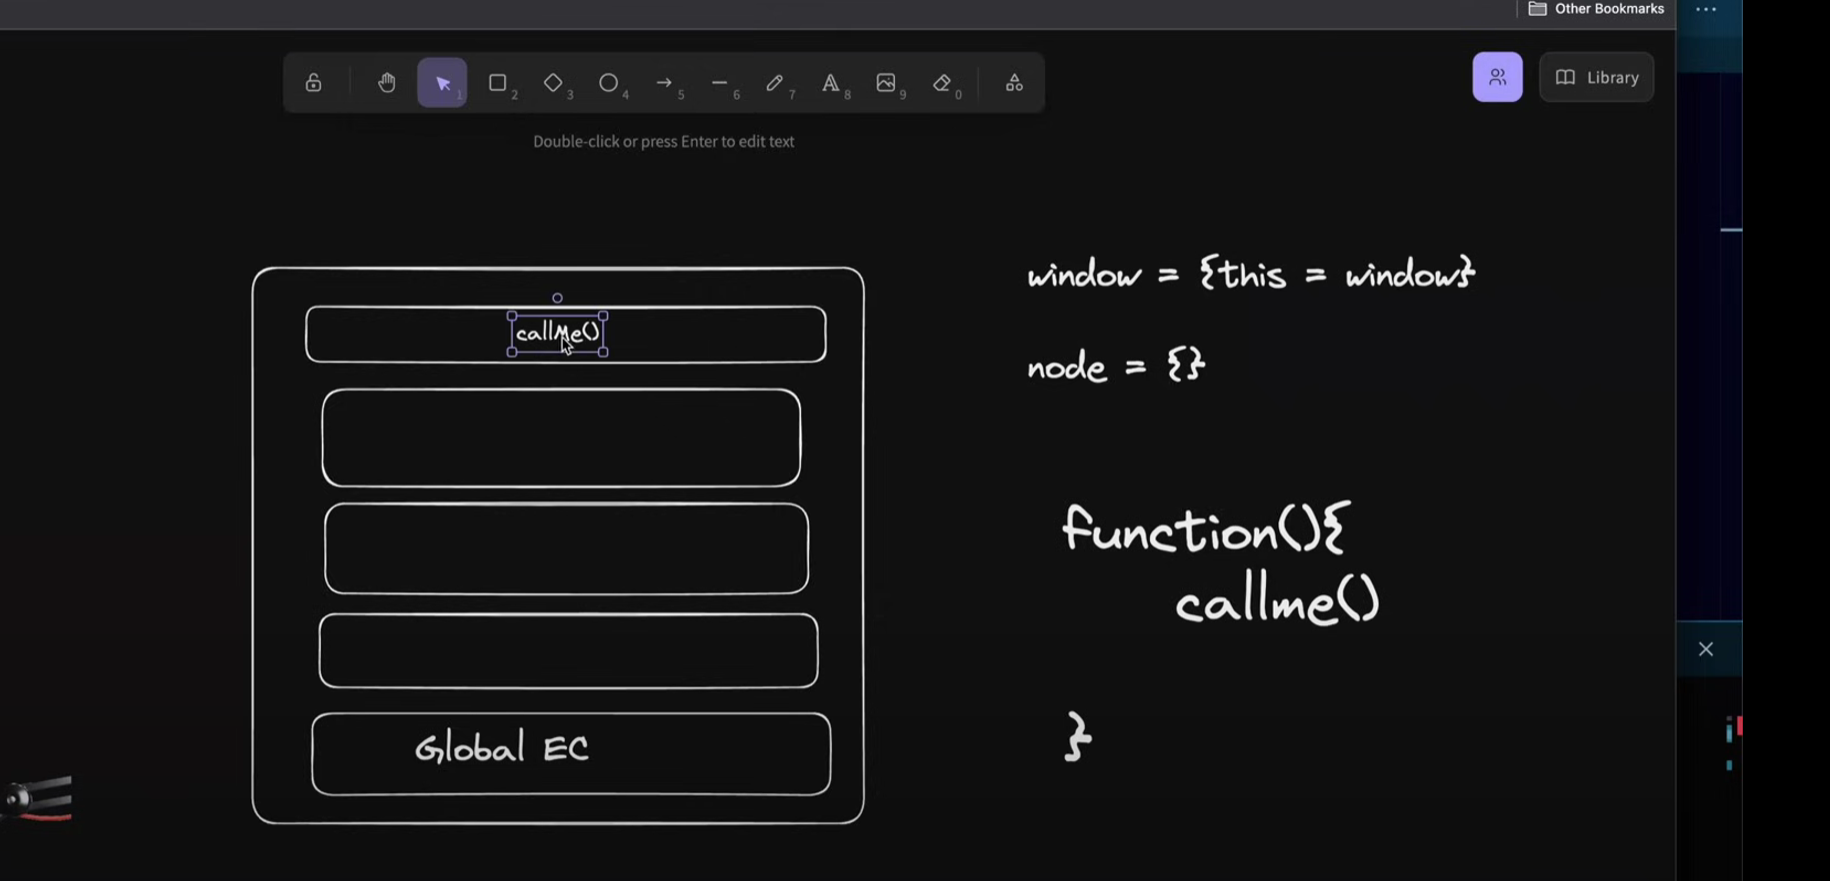 Other Bookmarks
1 2 3 4 5 6 7 8 9 0
Library
Double-click or press Enter to edit text
window = {this = window}
callMe()
node = {}
function(){
callme()
}
Global EC